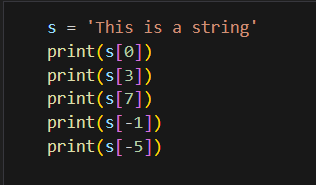 s = 'This is a string'
print(s[0])
print(s[3])
print(s[7])
print(s[-1])
print(s[-5])